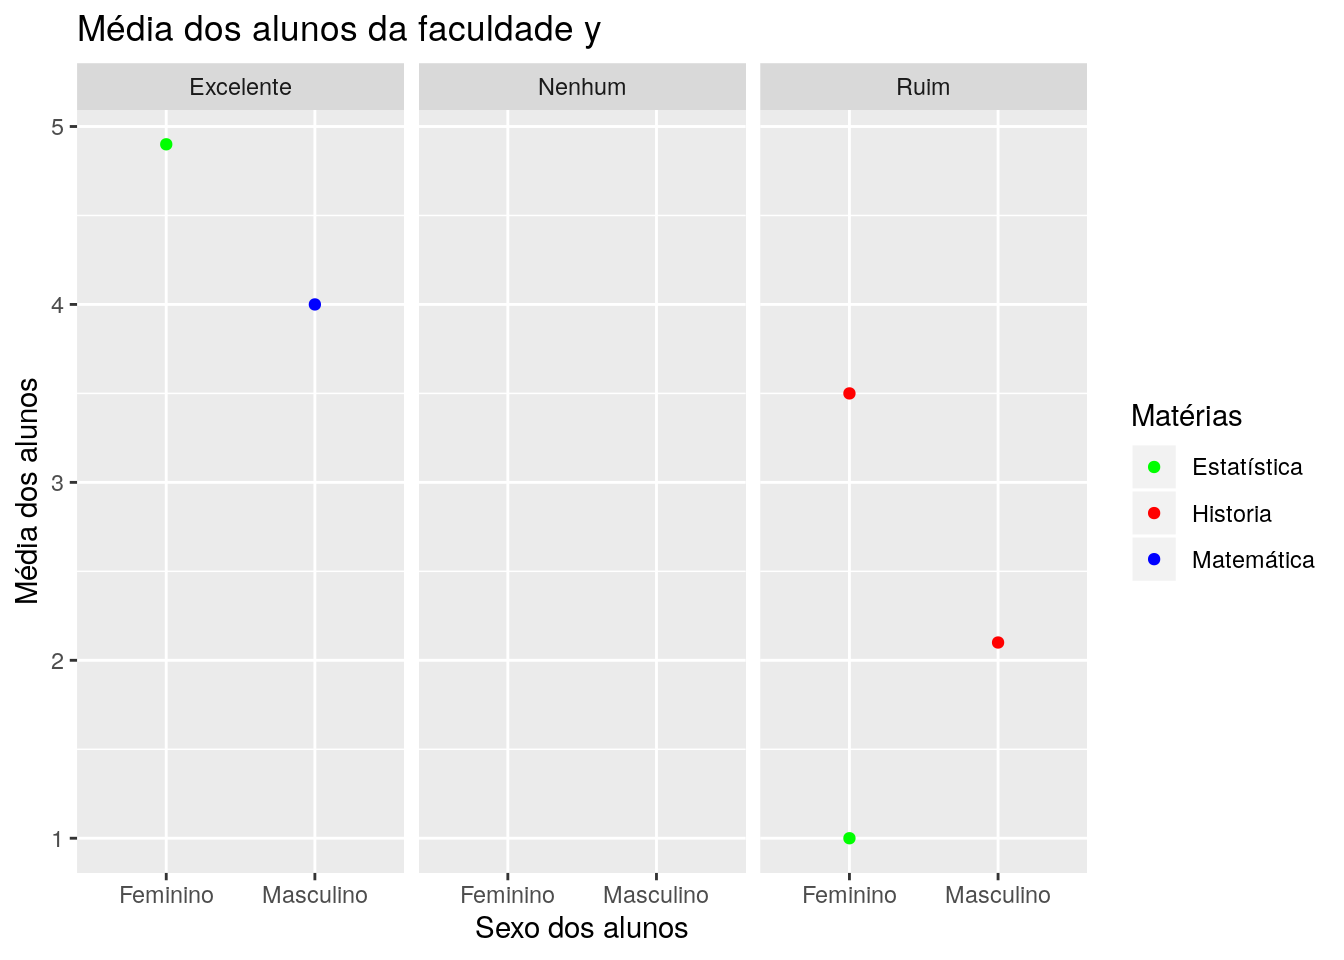 Média dos alunos da faculdade y
Excelente
Nenhum
Ruim
Média dos alunos
5
4
3
2
1
Feminino
Masculino
Feminino
Masculino
Feminino
Masculino
Sexo dos alunos
Matérias
Estatística
Historia
Matemática